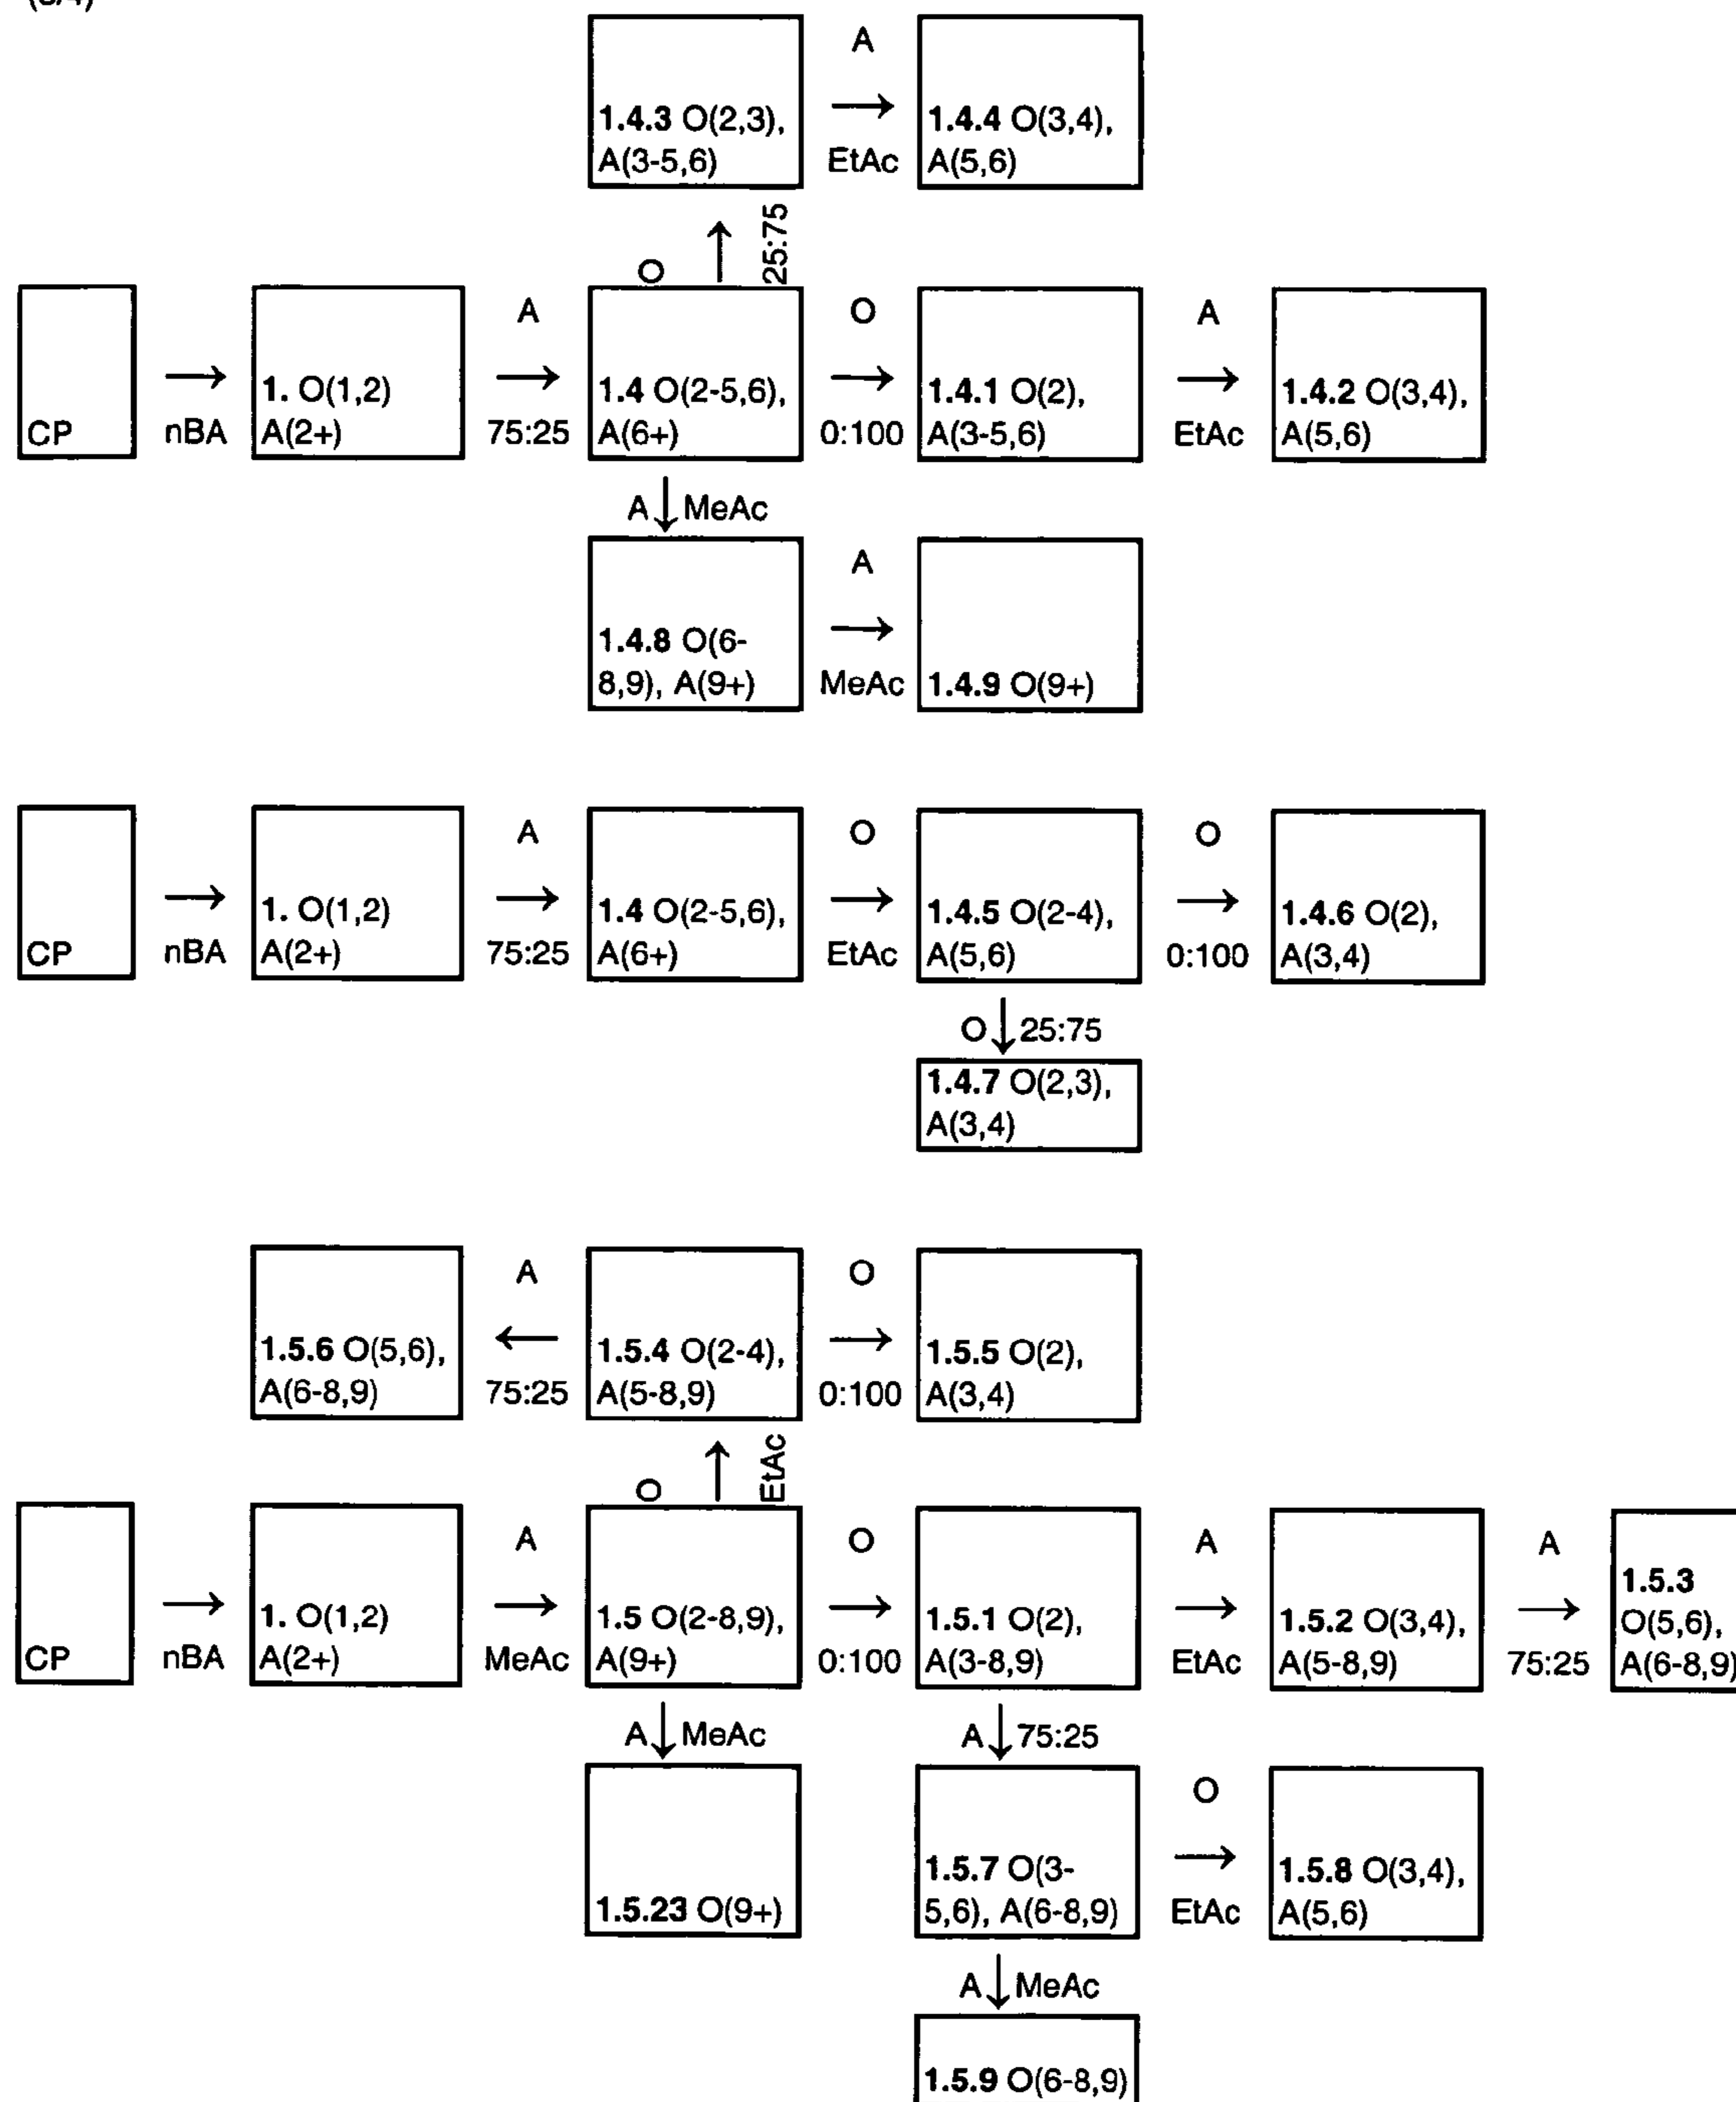 A
1.4.3 O(2,3),
A(3-5,6)
EtAc
1.4.4 O(3,4),
A(5,6)
O
25:75
CP
nBA
1. O(1,2)
A(2+)
A
75:25
1.4 O(2-5,6),
A(6+)
O
0:100
1.4.1 O(2),
A(3-5,6)
A
EtAc
1.4.2 O(3,4),
A(5,6)
A
MeAc
1.4.8 O(6-
8,9), A(9+)
A
MeAc
1.4.9 O(9+)
CP
nBA
1. O(1,2)
A(2+)
A
75:25
1.4 O(2-5,6),
A(6+)
O
EtAc
1.4.5 O(2-4),
A(5,6)
O
0:100
1.4.6 O(2),
A(3,4)
O
25:75
1.4.7 O(2,3),
A(3,4)
1.5.6 O(5,6),
A(6-8,9)
A
75:25
1.5.4 O(2-4),
A(5-8,9)
O
0:100
1.5.5 O(2),
A(3,4)
O
EtAc
CP
nBA
1. O(1,2)
A(2+)
A
MeAc
1.5 O(2-8,9),
A(9+)
O
0:100
1.5.1 O(2),
A(3-8,9)
A
EtAc
1.5.2 O(3,4),
A(5-8,9)
A
75:25
1.5.3
O(5,6),
A(6-8,9)
A
MeAc
1.5.23 O(9+)
A
75:25
1.5.7 O(3-
5,6), A(6-8,9)
O
EtAc
1.5.8 O(3,4),
A(5,6)
A
MeAc
1.5.9 O(6-8,9)